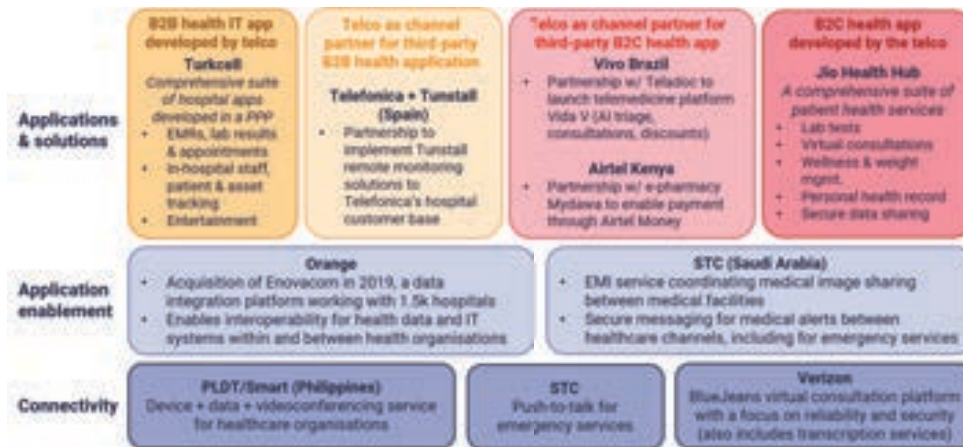 B2B health IT app
developed by telco
Turkcell
Comprehensive suite
of hospital apps
developed in a PPP
• EMRs, lab results
& appointments
• In-hospital staff,
patient & asset
tracking
• Entertainment
Telco as channel
partner for third-party
B2B health application
Telefonica + Tunstall
(Spain)
• Partnership to
implement Tunstall
remote monitoring
solutions to
Telefonica's hospital
customer base
Telco as channel partner for
third-party B2C health app
Vivo Brazil
• Partnership w/ Teladoc to
launch telemedicine platform
Vida V (AI triage,
consultations, discounts)
Airtel Kenya
• Partnership w/ e-pharmacy
Mydawa to enable payment
through Airtel Money
B2C health app
developed by the telco
Jio Health Hub
A comprehensive suite of
patient health services
• Lab tests
• Virtual consultations
• Wellness & weight
mgmt.
• Personal health record
• Secure data sharing
Applications
& solutions
Orange
• Acquisition of Enovacom in 2019, a data
integration platform working with 1.5k hospitals
• Enables interoperability for health data and IT
systems within and between health organisations
STC (Saudi Arabia)
• EMI service coordinating medical image sharing
between medical facilities
• Secure messaging for medical alerts between
healthcare channels, including for emergency services
Application
enablement
PLDT/Smart (Philippines)
Device + data + videoconferencing service
for healthcare organisations
STC
Push-to-talk for
emergency services
Verizon
BlueJeans virtual consultation platform
with a focus on reliability and security
(also includes transcription services)
Connectivity